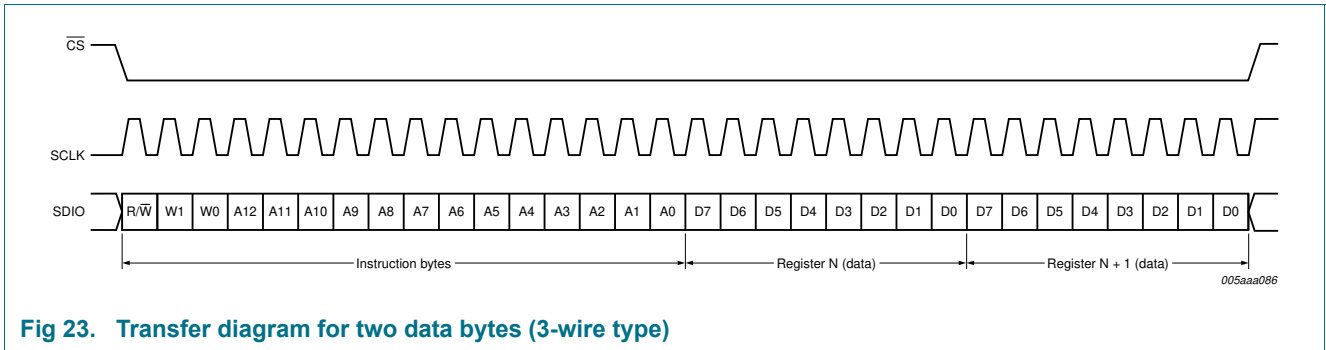 CS
SCLK
SDIO R/W W1 W0 A12 A11 A10 A9 A8 A7 A6 A5 A4 A3 A2 A1 A0 D7 D6 D5 D4 D3 D2 D1 D0 D7 D6 D5 D4 D3 D2 D1 D0
Instruction bytes Register N (data) Register N + 1 (data)
005aaa086
Fig 23. Transfer diagram for two data bytes (3-wire type)